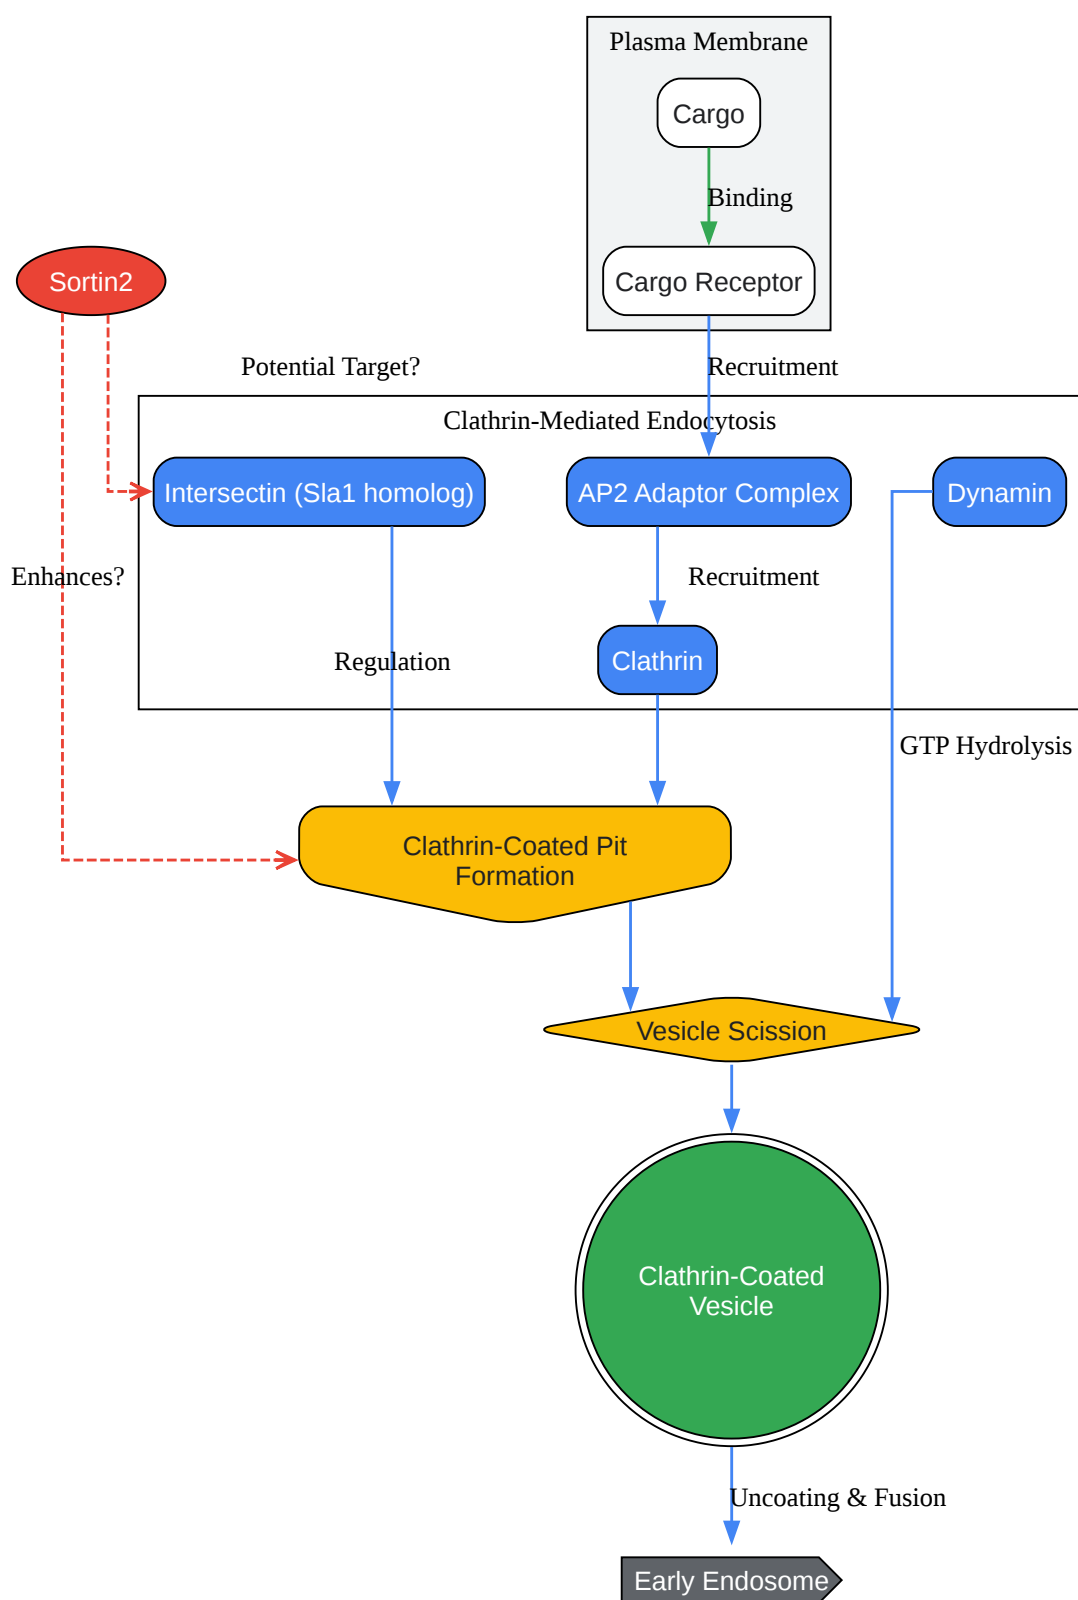 Plasma Membrane
Cargo
Binding
Sortin2
Cargo Receptor
Potential Target?
Recruitment
Clathrin-Mediated Endocytosis
Intersectin (Sla1 homolog)
AP2 Adaptor Complex
Dynamin
Enhances?
Recruitment
Regulation
Clathrin
GTP Hydrolysis
Clathrin-Coated Pit
Formation
Vesicle Scission
Clathrin-Coated
Vesicle
Uncoating & Fusion
Early Endosome